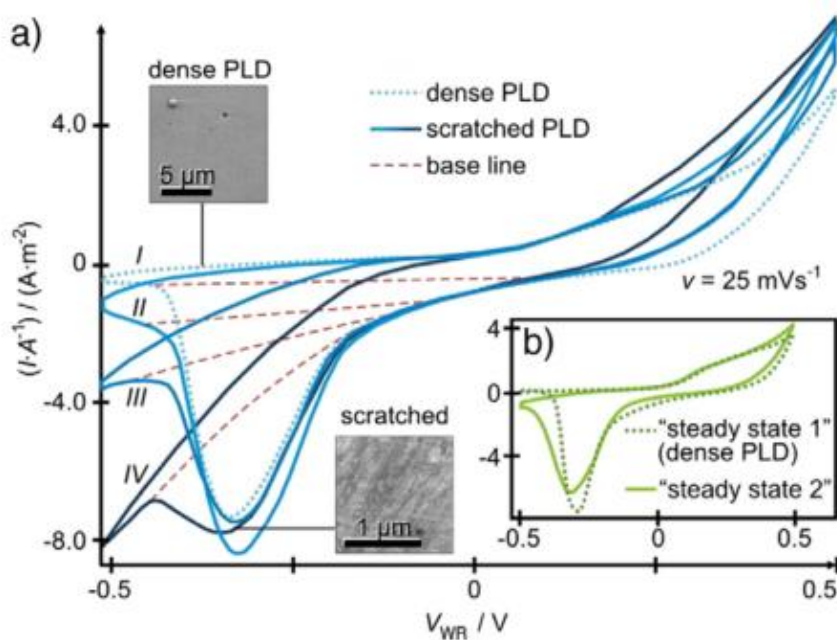 a)
dense PLD
5 µm
dense PLD
scratched PLD
base line
4.0
0
-4.0
-8.0
(I·A⁻¹) / (A·m⁻²)
I
II
III
IV
v = 25 mVs⁻¹
scratched
1 µm
b)
4
0
-4
"steady state 1"
(dense PLD)
"steady state 2"
-0.5
0
0.5
-0.5
0
0.5
V_WR / V